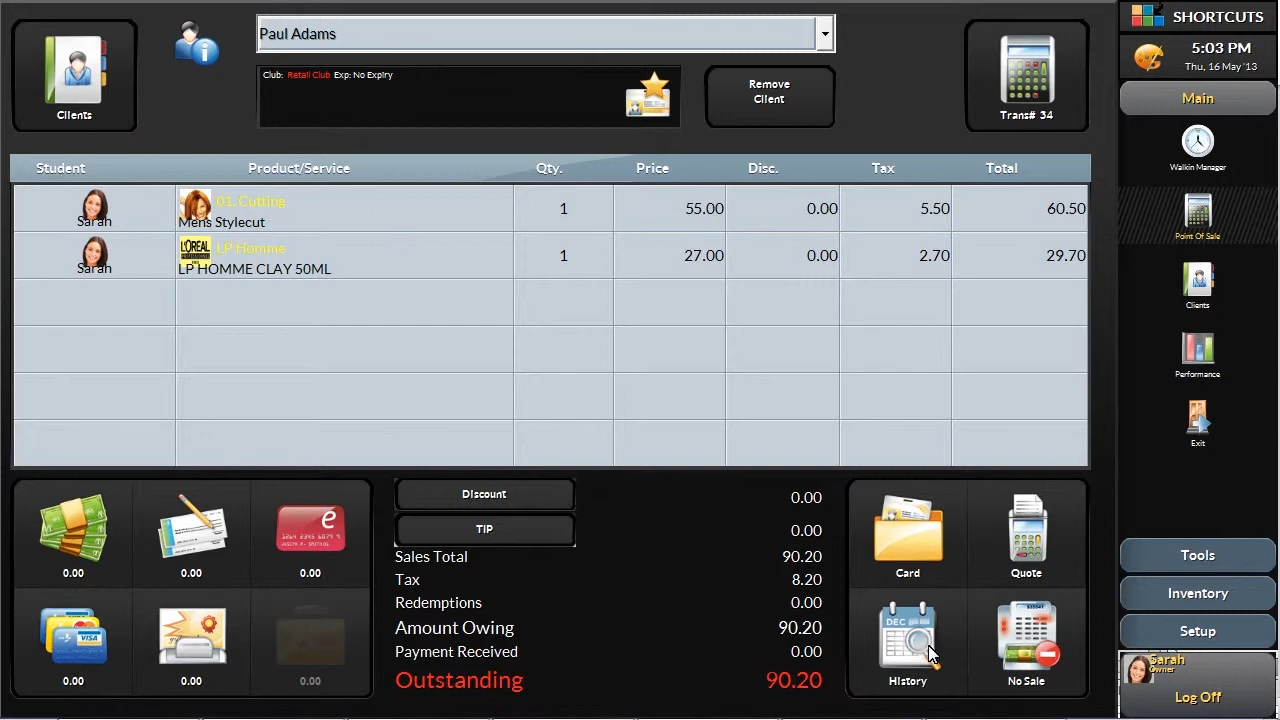 Paul Adams
SHORTCUTS
5:03 PM
Thu, 16 May '13
Clients
Club: Retail Club Exp: No Expiry
Remove
Client
Trans# 34
Main
Walkin Manager
Point Of Sale
Clients
Performance
Exit
Student Product/Service Qty. Price Disc. Tax Total
Sarah 01. Cutting
Mens Stylecut 1 55.00 0.00 5.50 60.50
Sarah L'ORÉAL PROFESSIONNEL LP Homme
LP HOMME CLAY 50ML 1 27.00 0.00 2.70 29.70
0.00 0.00 0.00
VISA
0.00 0.00 0.00
Discount 0.00
TIP 0.00
Sales Total 90.20
Tax 8.20
Redemptions 0.00
Amount Owing 90.20
Payment Received 0.00
Outstanding 90.20
Card Quote
DEC
History No Sale
Tools
Inventory
Setup
Sarah
Owner
Log Off